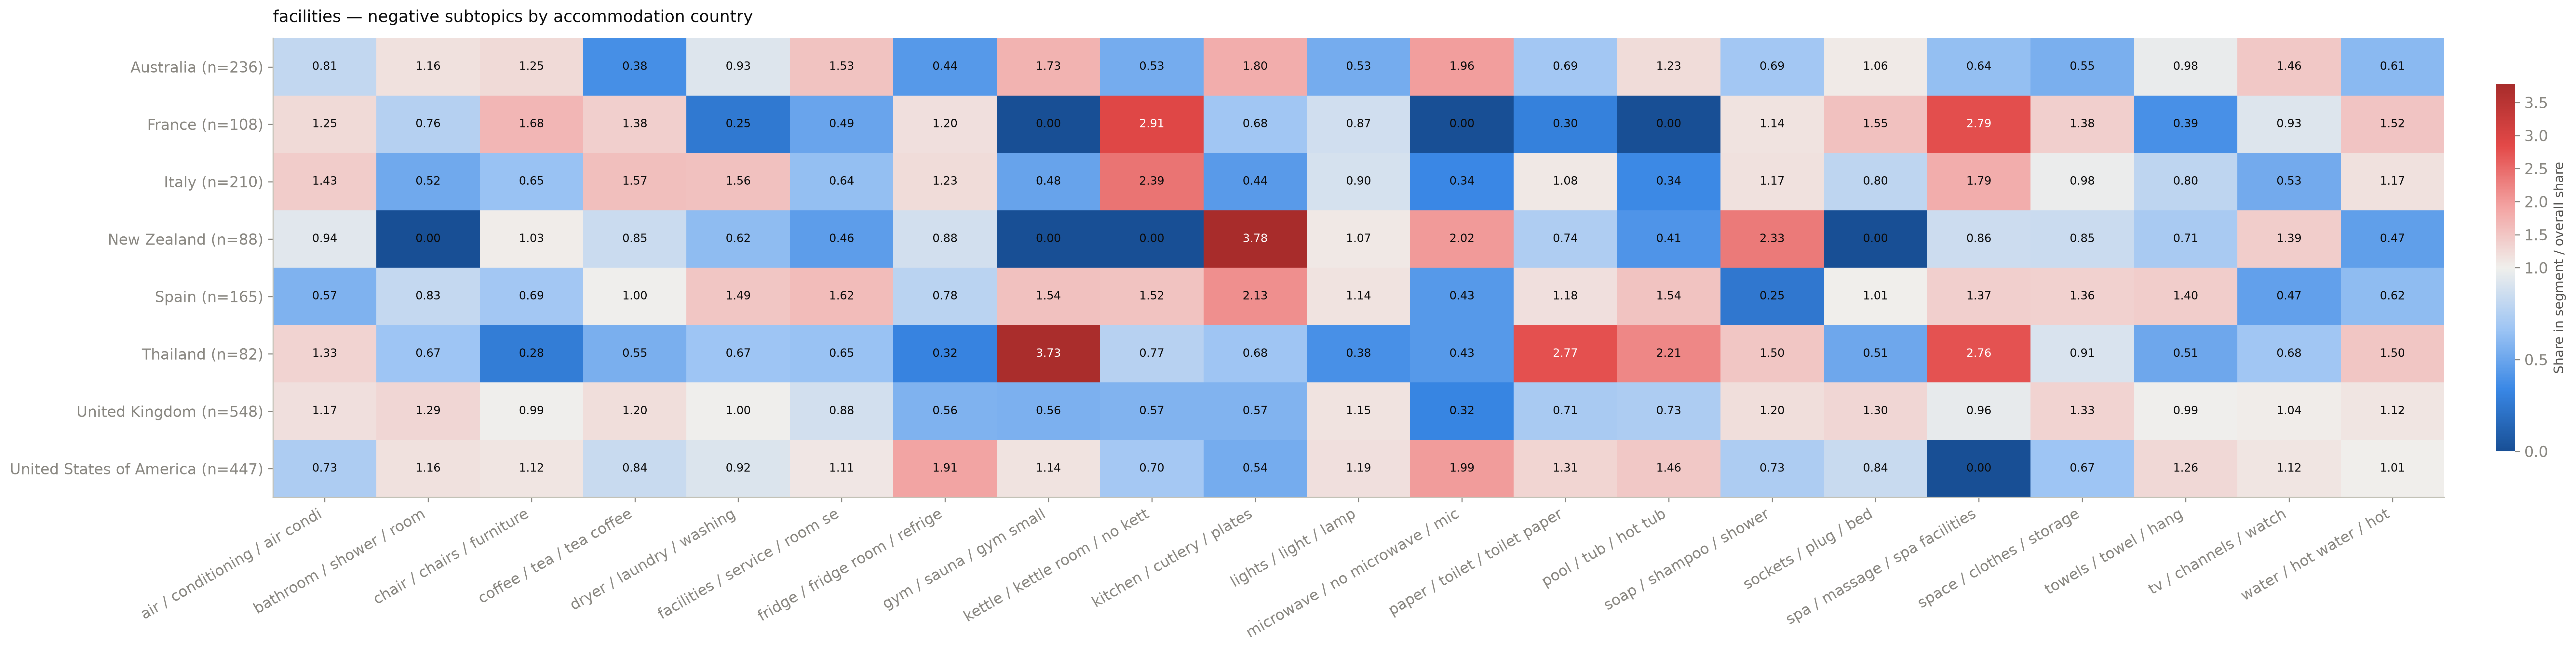 facilities — negative subtopics by accommodation country
Australia (n=236) 0.81 1.16 1.25 0.38 0.93 1.53 0.44 1.73 0.53 1.80 0.53 1.96 0.69 1.23 0.69 1.06 0.64 0.55 0.98 1.46 0.61
France (n=108) 1.25 0.76 1.68 1.38 0.25 0.49 1.20 0.00 2.91 0.68 0.87 0.00 0.30 0.00 1.14 1.55 2.79 1.38 0.39 0.93 1.52
Italy (n=210) 1.43 0.52 0.65 1.57 1.56 0.64 1.23 0.48 2.39 0.44 0.90 0.34 1.08 0.34 1.17 0.80 1.79 0.98 0.80 0.53 1.17
New Zealand (n=88) 0.94 0.00 1.03 0.85 0.62 0.46 0.88 0.00 0.00 3.78 1.07 2.02 0.74 0.41 2.33 0.00 0.86 0.85 0.71 1.39 0.47
Spain (n=165) 0.57 0.83 0.69 1.00 1.49 1.62 0.78 1.54 1.52 2.13 1.14 0.43 1.18 1.54 0.25 1.01 1.37 1.36 1.40 0.47 0.62
Thailand (n=82) 1.33 0.67 0.28 0.55 0.67 0.65 0.32 3.73 0.77 0.68 0.38 0.43 2.77 2.21 1.50 0.51 2.76 0.91 0.51 0.68 1.50
United Kingdom (n=548) 1.17 1.29 0.99 1.20 1.00 0.88 0.56 0.56 0.57 0.57 1.15 0.32 0.71 0.73 1.20 1.30 0.96 1.33 0.99 1.04 1.12
United States of America (n=447) 0.73 1.16 1.12 0.84 0.92 1.11 1.91 1.14 0.70 0.54 1.19 1.99 1.31 1.46 0.73 0.84 0.00 0.67 1.26 1.12 1.01
air / conditioning / air condi
bathroom / shower / room
chair / chairs / furniture
coffee / tea / tea coffee
dryer / laundry / washing
facilities / service / room se
fridge / fridge room / refrige
gym / sauna / gym small
kettle / kettle room / no kett
kitchen / cutlery / plates
lights / light / lamp
microwave / no microwave / mic
paper / toilet / toilet paper
pool / tub / hot tub
soap / shampoo / shower
sockets / plug / bed
spa / massage / spa facilities
space / clothes / storage
towels / towel / hang
tv / channels / watch
water / hot water / hot
3.5
3.0
2.5
2.0
1.5
1.0
0.5
0.0
Share in segment / overall share